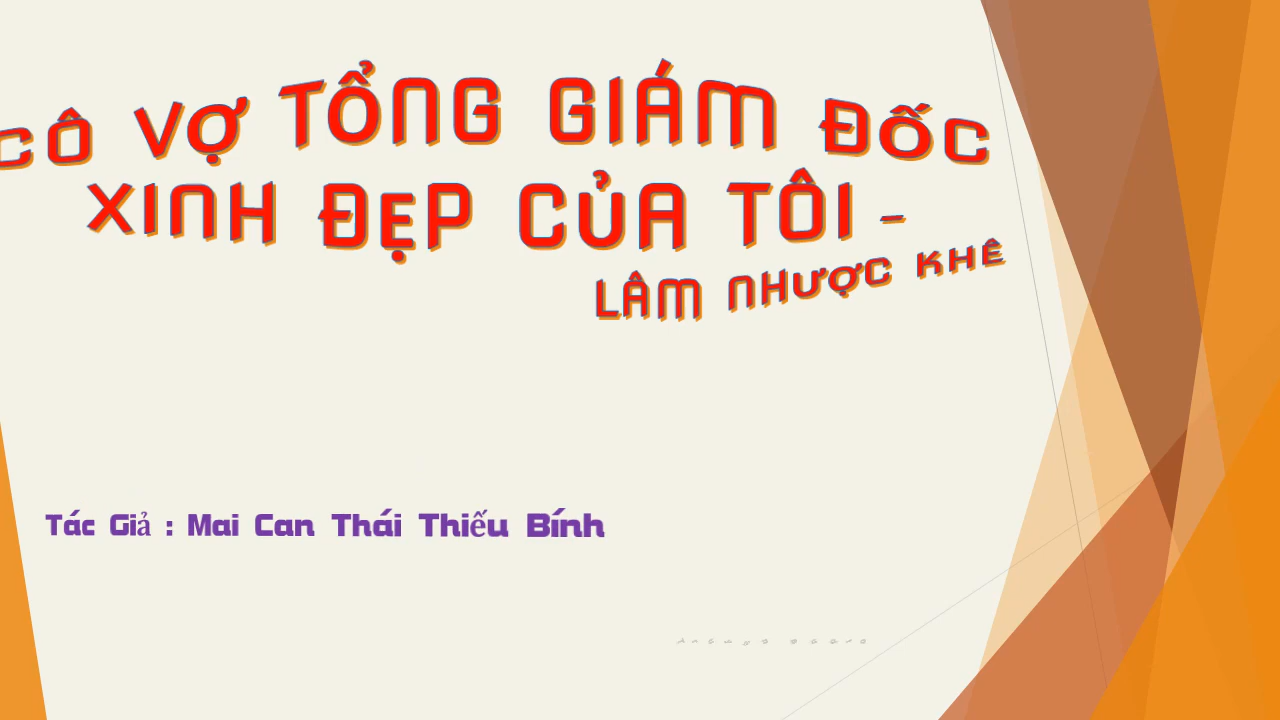 CÔ VỢ TỔNG GIÁM ĐỐC
XINH ĐẸP CỦA TÔI -
LÂM NHƯỢC KHÊ
Tác Giả : Mai Can Thái Thiếu Bính